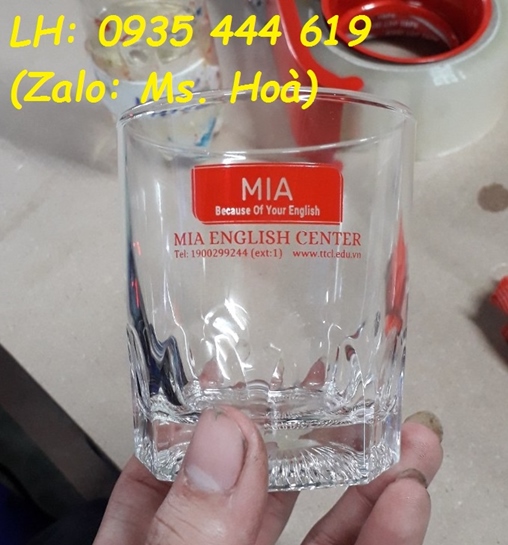 LH: 0935 444 619
(Zalo: Ms. Hoà)
MIA
Because Of Your English
MIA ENGLISH CENTER
Tel: 1900299244 (ext:1) www.ttcl.edu.vn